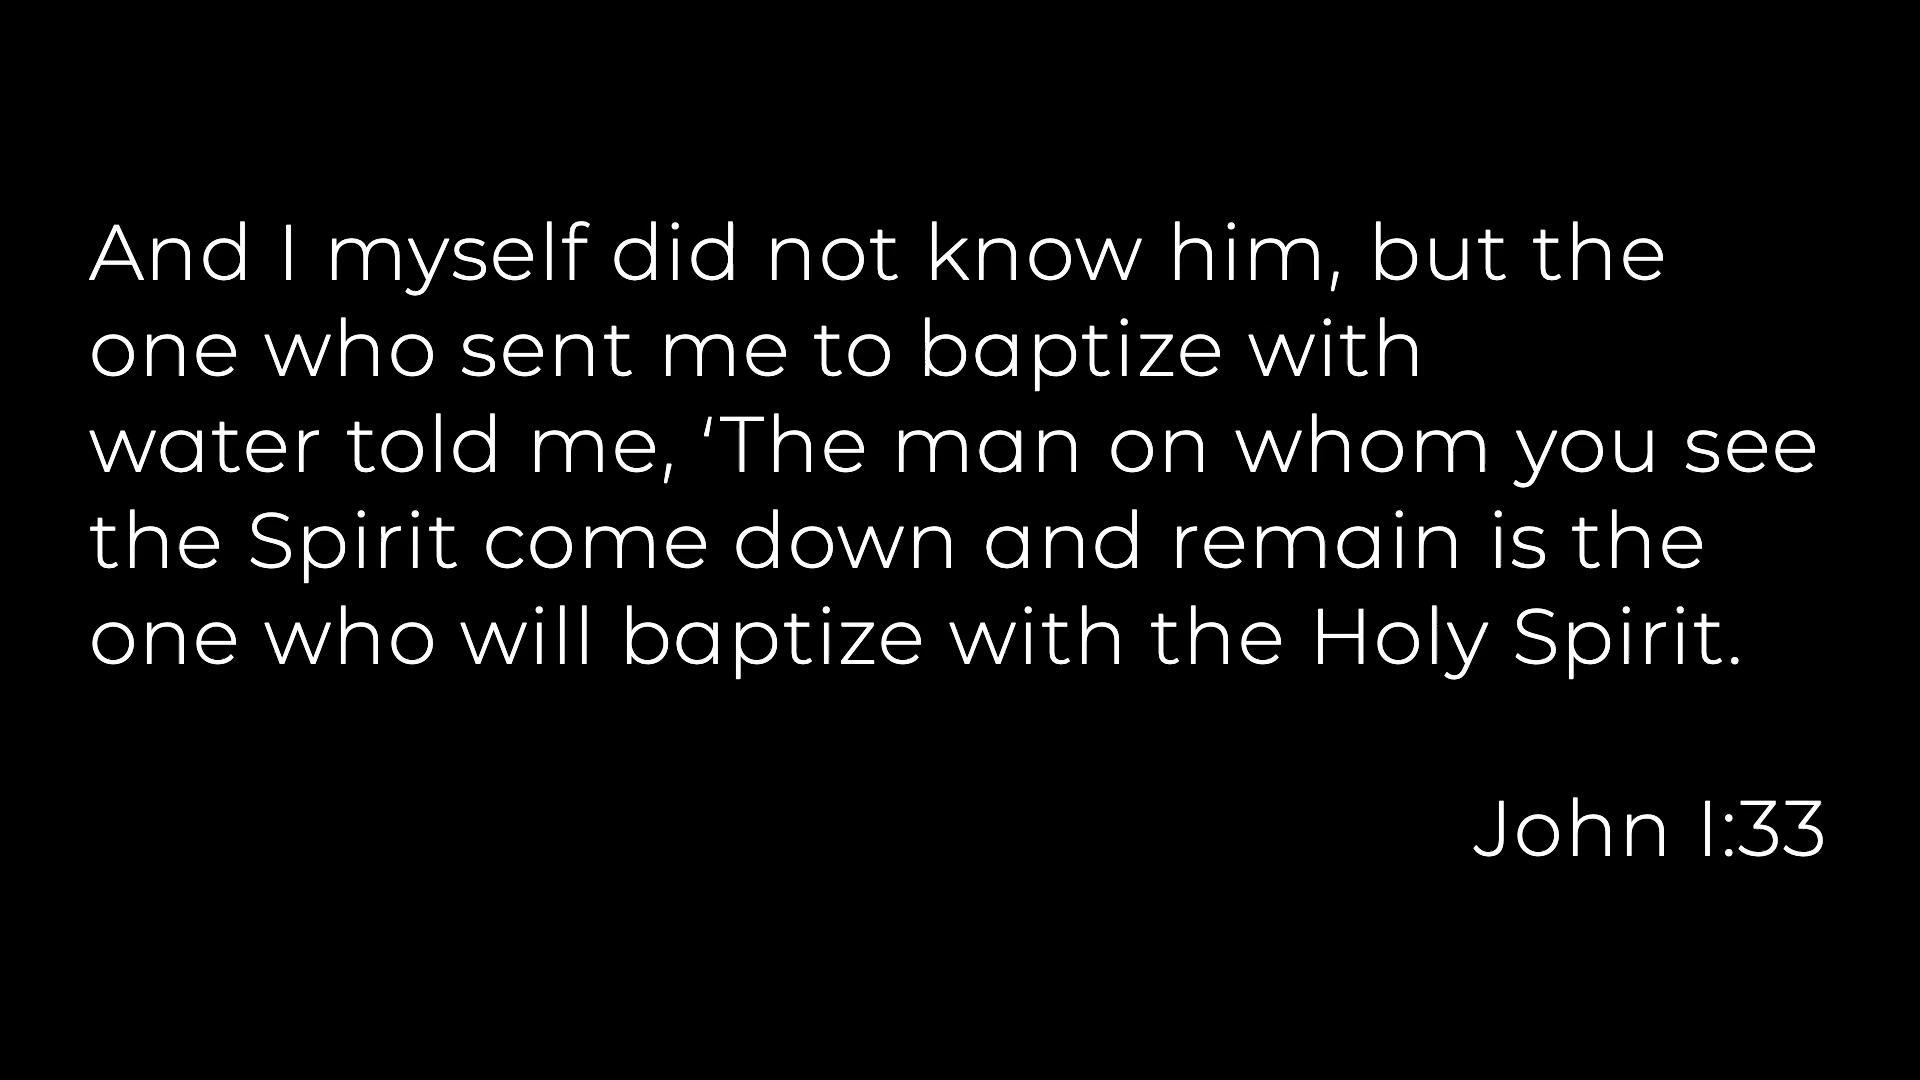 And I myself did not know him, but the
one who sent me to baptize with
water told me, ‘The man on whom you see
the Spirit come down and remain is the
one who will baptize with the Holy Spirit.
John 1:33